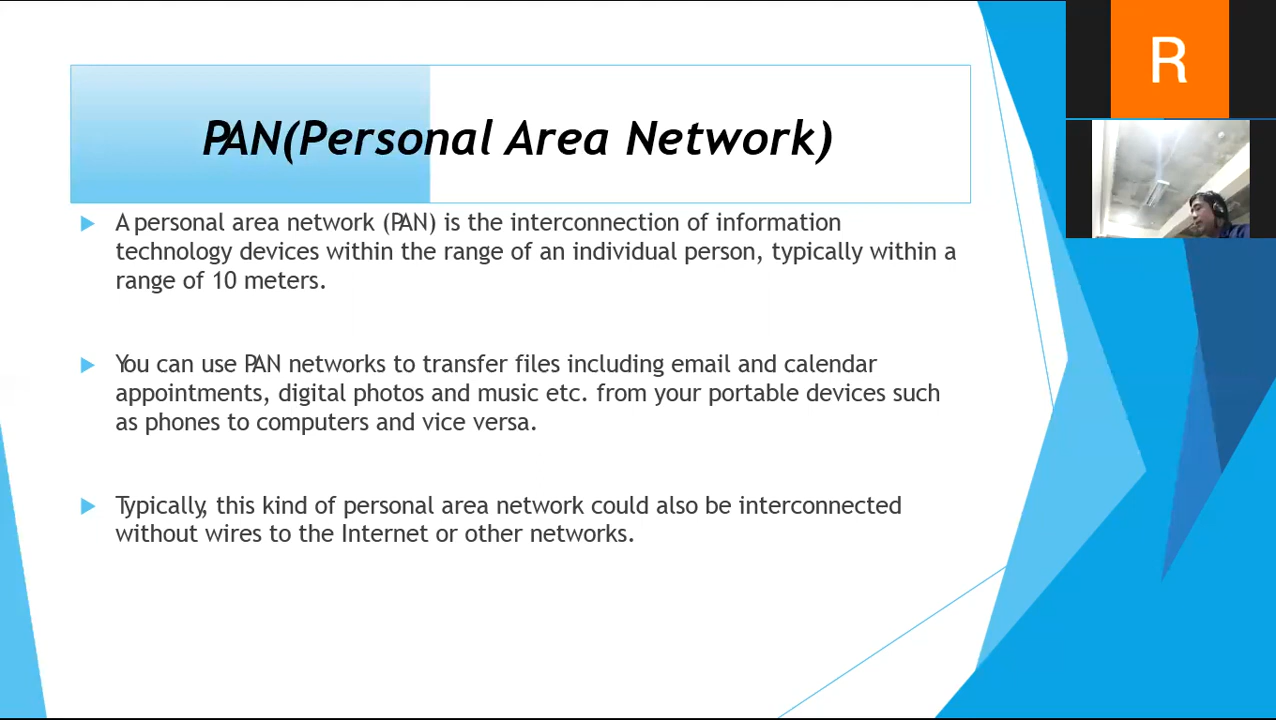 PAN(Personal Area Network)
A personal area network (PAN) is the interconnection of information
technology devices within the range of an individual person, typically within a
range of 10 meters.
You can use PAN networks to transfer files including email and calendar
appointments, digital photos and music etc. from your portable devices such
as phones to computers and vice versa.
Typically, this kind of personal area network could also be interconnected
without wires to the Internet or other networks.
R